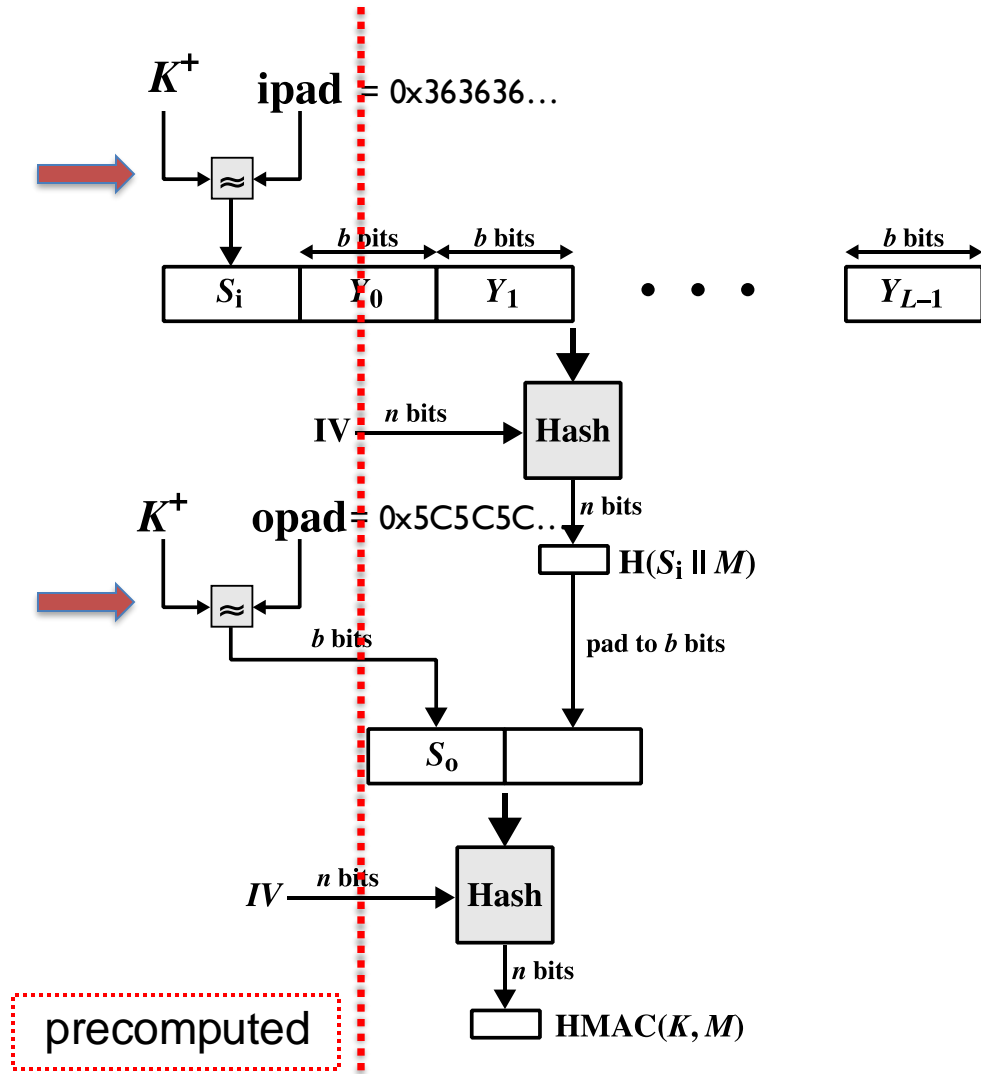 K⁺ ipad = 0x363636…
≈
b bits b bits b bits
Sᵢ Y₀ Y₁ • • • Y_{L−1}
n bits
IV Hash
K⁺ opad = 0x5C5C5C…
n bits
H(Sᵢ || M)
≈
b bits pad to b bits
Sₒ
n bits
IV Hash
n bits
precomputed HMAC(K, M)